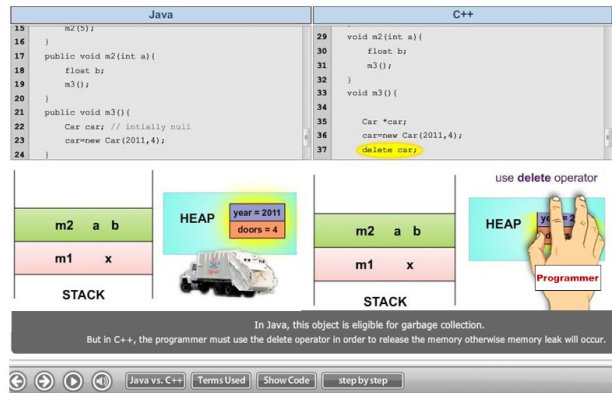 Java
C++
15 m2(5);
16 }
17 public void m2(int a){
18 float b;
19 m3();
20 }
21 public void m3(){
22 Car car; // intially null
23 car=new Car(2011,4);
24 }
29 void m2(int a){
30 float b;
31 m3();
32 }
33 void m3(){
34
35 Car *car;
36 car=new Car(2011,4);
37 delete car;
m2 a b
m1 x
STACK
HEAP
year = 2011
doors = 4
use delete operator
m2 a b
m1 x
STACK
HEAP
Programmer
In Java, this object is eligible for garbage collection.
But in C++, the programmer must use the delete operator in order to release the memory otherwise memory leak will occur.
Java vs. C++
Terms Used
Show Code
step by step